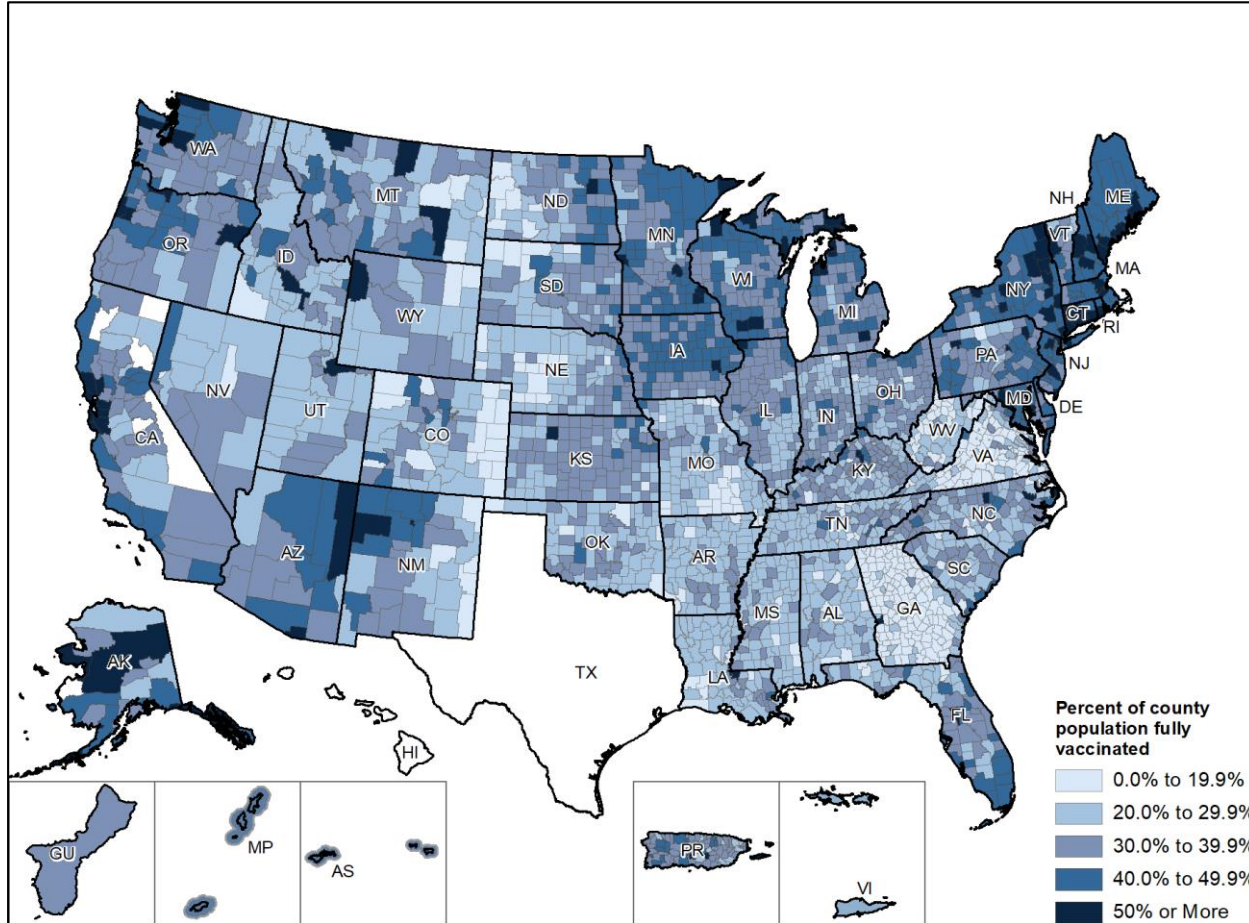 WA
MT
ND
MN
NH
ME
VT
OR
ID
SD
WI
MI
NY
MA
CT
RI
WY
IA
PA
NJ
NE
NV
UT
CO
IL
IN
OH
MD
DE
CA
KS
MO
WV
VA
KY
AZ
NM
OK
AR
TN
NC
SC
MS
AL
GA
LA
TX
FL
AK
HI
GU
MP
AS
PR
VI
Percent of county
population fully
vaccinated
0.0% to 19.9%
20.0% to 29.9%
30.0% to 39.9%
40.0% to 49.9%
50% or More